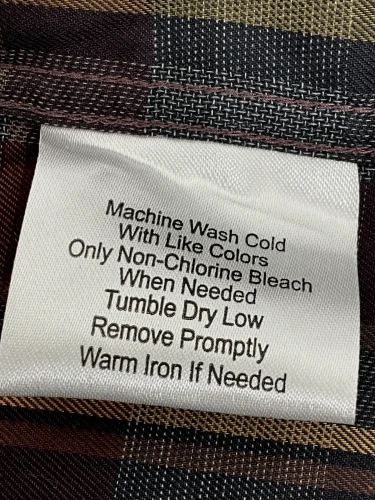 Machine Wash Cold
With Like Colors
Only Non-Chlorine Bleach
When Needed
Tumble Dry Low
Remove Promptly
Warm Iron If Needed